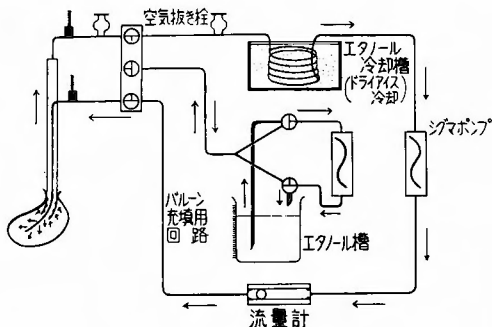 空気抜き栓
エタノール
冷却槽
(ドライアイス
冷却)
シグマポンプ
バルーン
充填用
回路
エタノール槽
流量計